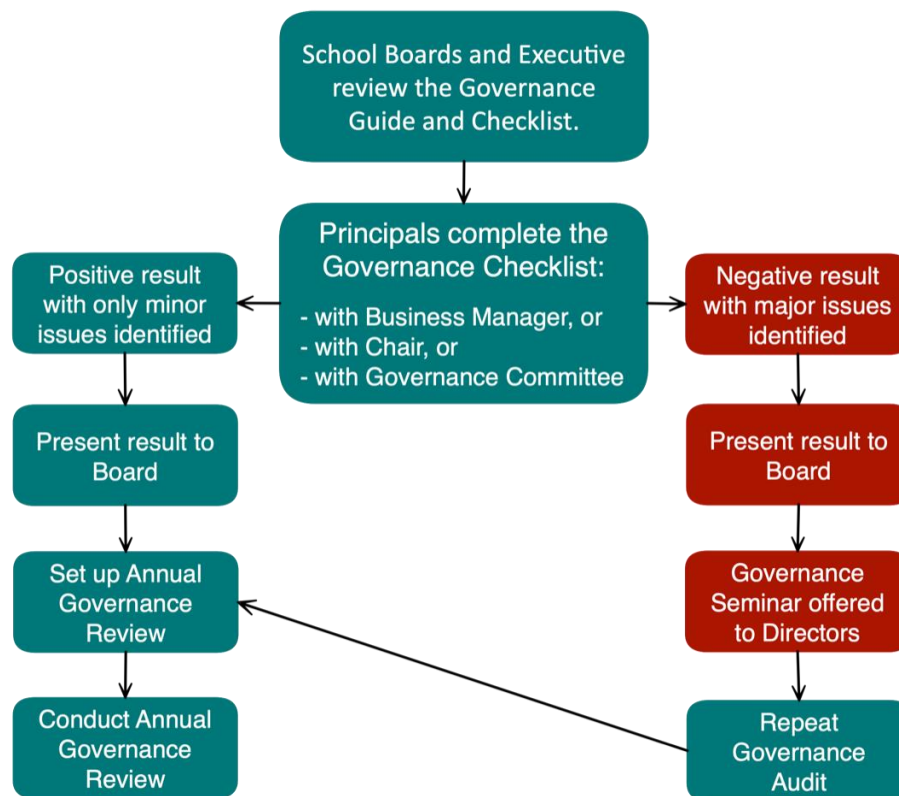 School Boards and Executive
review the Governance
Guide and Checklist.
Principals complete the
Governance Checklist:
- with Business Manager, or
- with Chair, or
- with Governance Committee
Positive result
with only minor
issues identified
Negative result
with major issues
identified
Present result to
Board
Present result to
Board
Set up Annual
Governance
Review
Governance
Seminar offered
to Directors
Conduct Annual
Governance
Review
Repeat
Governance
Audit